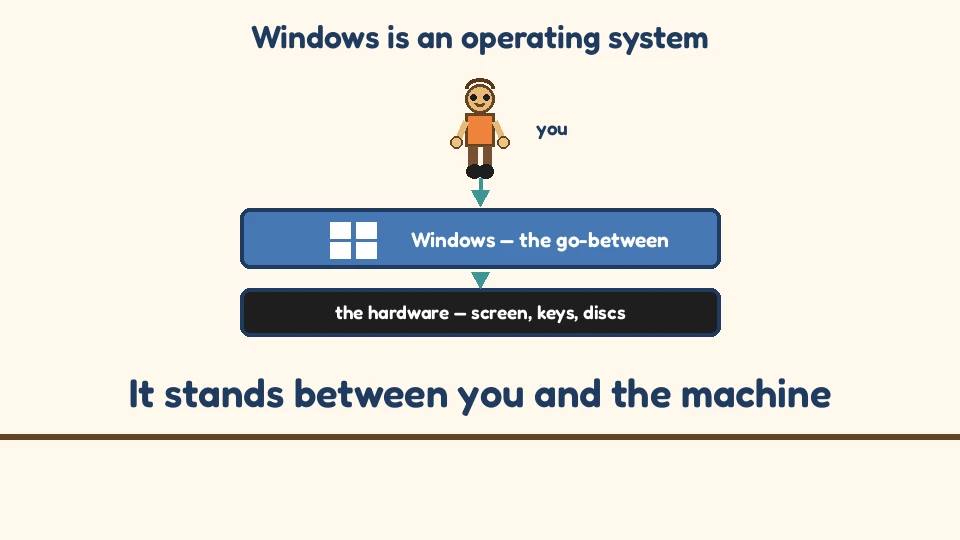 Windows is an operating system
you
Windows — the go-between
the hardware — screen, keys, discs
It stands between you and the machine